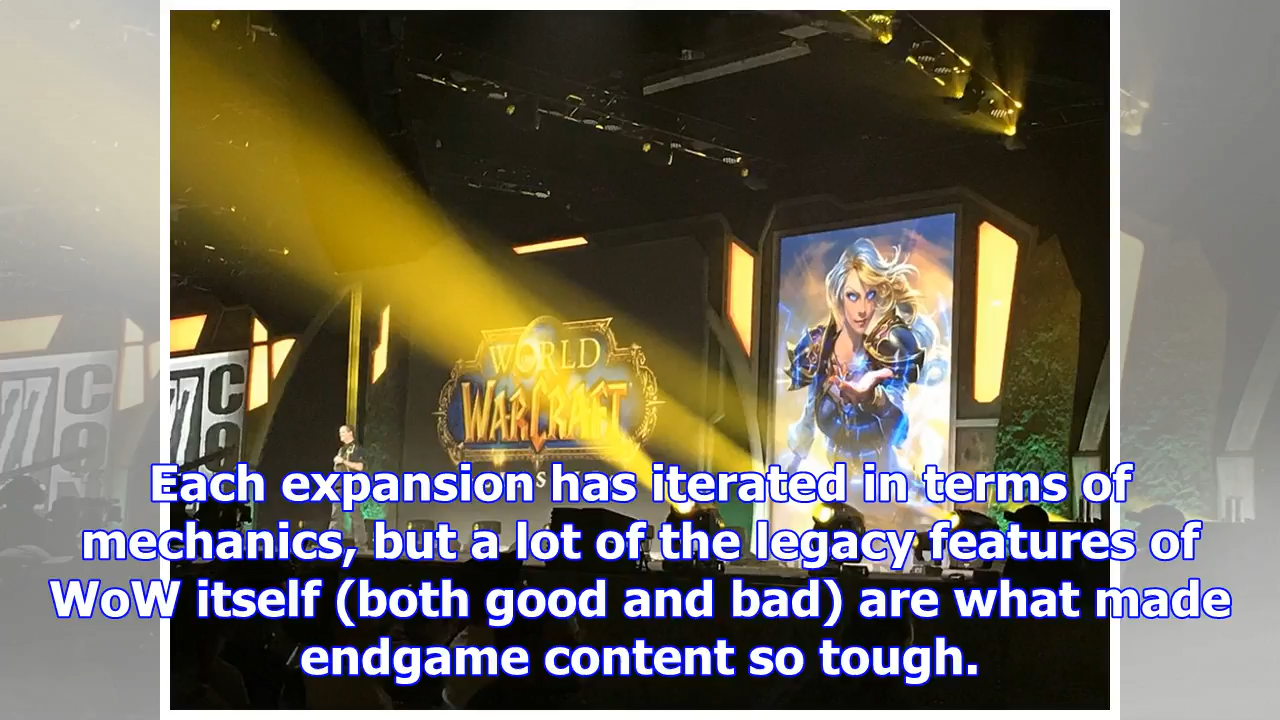 WORLD
WARCRAFT
Each expansion has iterated in terms of
mechanics, but a lot of the legacy features of
WoW itself (both good and bad) are what made
endgame content so tough.